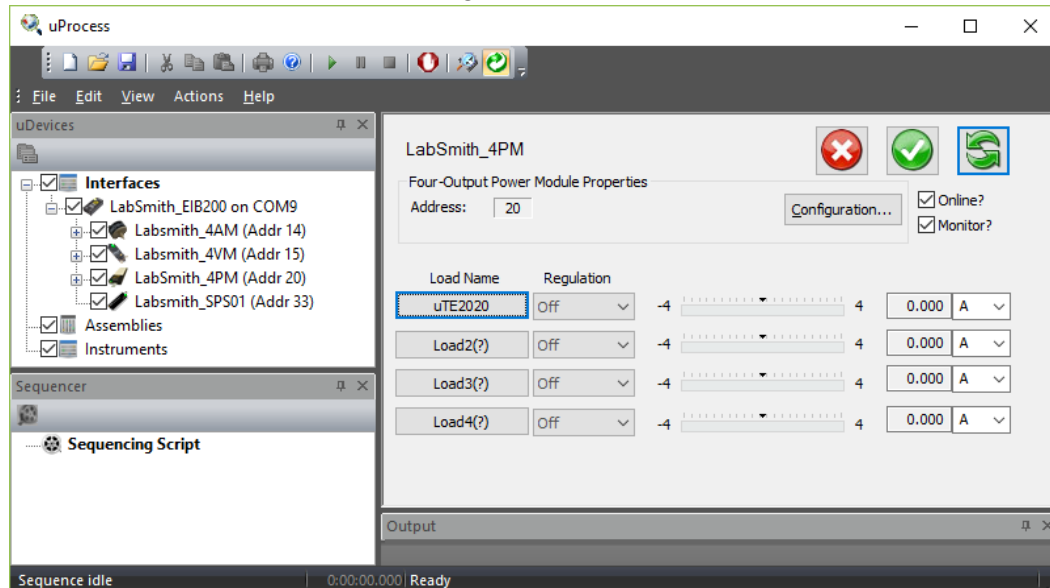 uProcess
File Edit View Actions Help
uDevices
Interfaces
LabSmith_EIB200 on COM9
Labsmith_4AM (Addr 14)
Labsmith_4VM (Addr 15)
LabSmith_4PM (Addr 20)
Labsmith_SPS01 (Addr 33)
Assemblies
Instruments
Sequencer
Sequencing Script
LabSmith_4PM
Four-Output Power Module Properties
Address: 20
Configuration...
Online?
Monitor?
Load Name Regulation
uTE2020 Off -4 4 0.000 A
Load2(?) Off -4 4 0.000 A
Load3(?) Off -4 4 0.000 A
Load4(?) Off -4 4 0.000 A
Output
Sequence idle 0:00:00.000 Ready